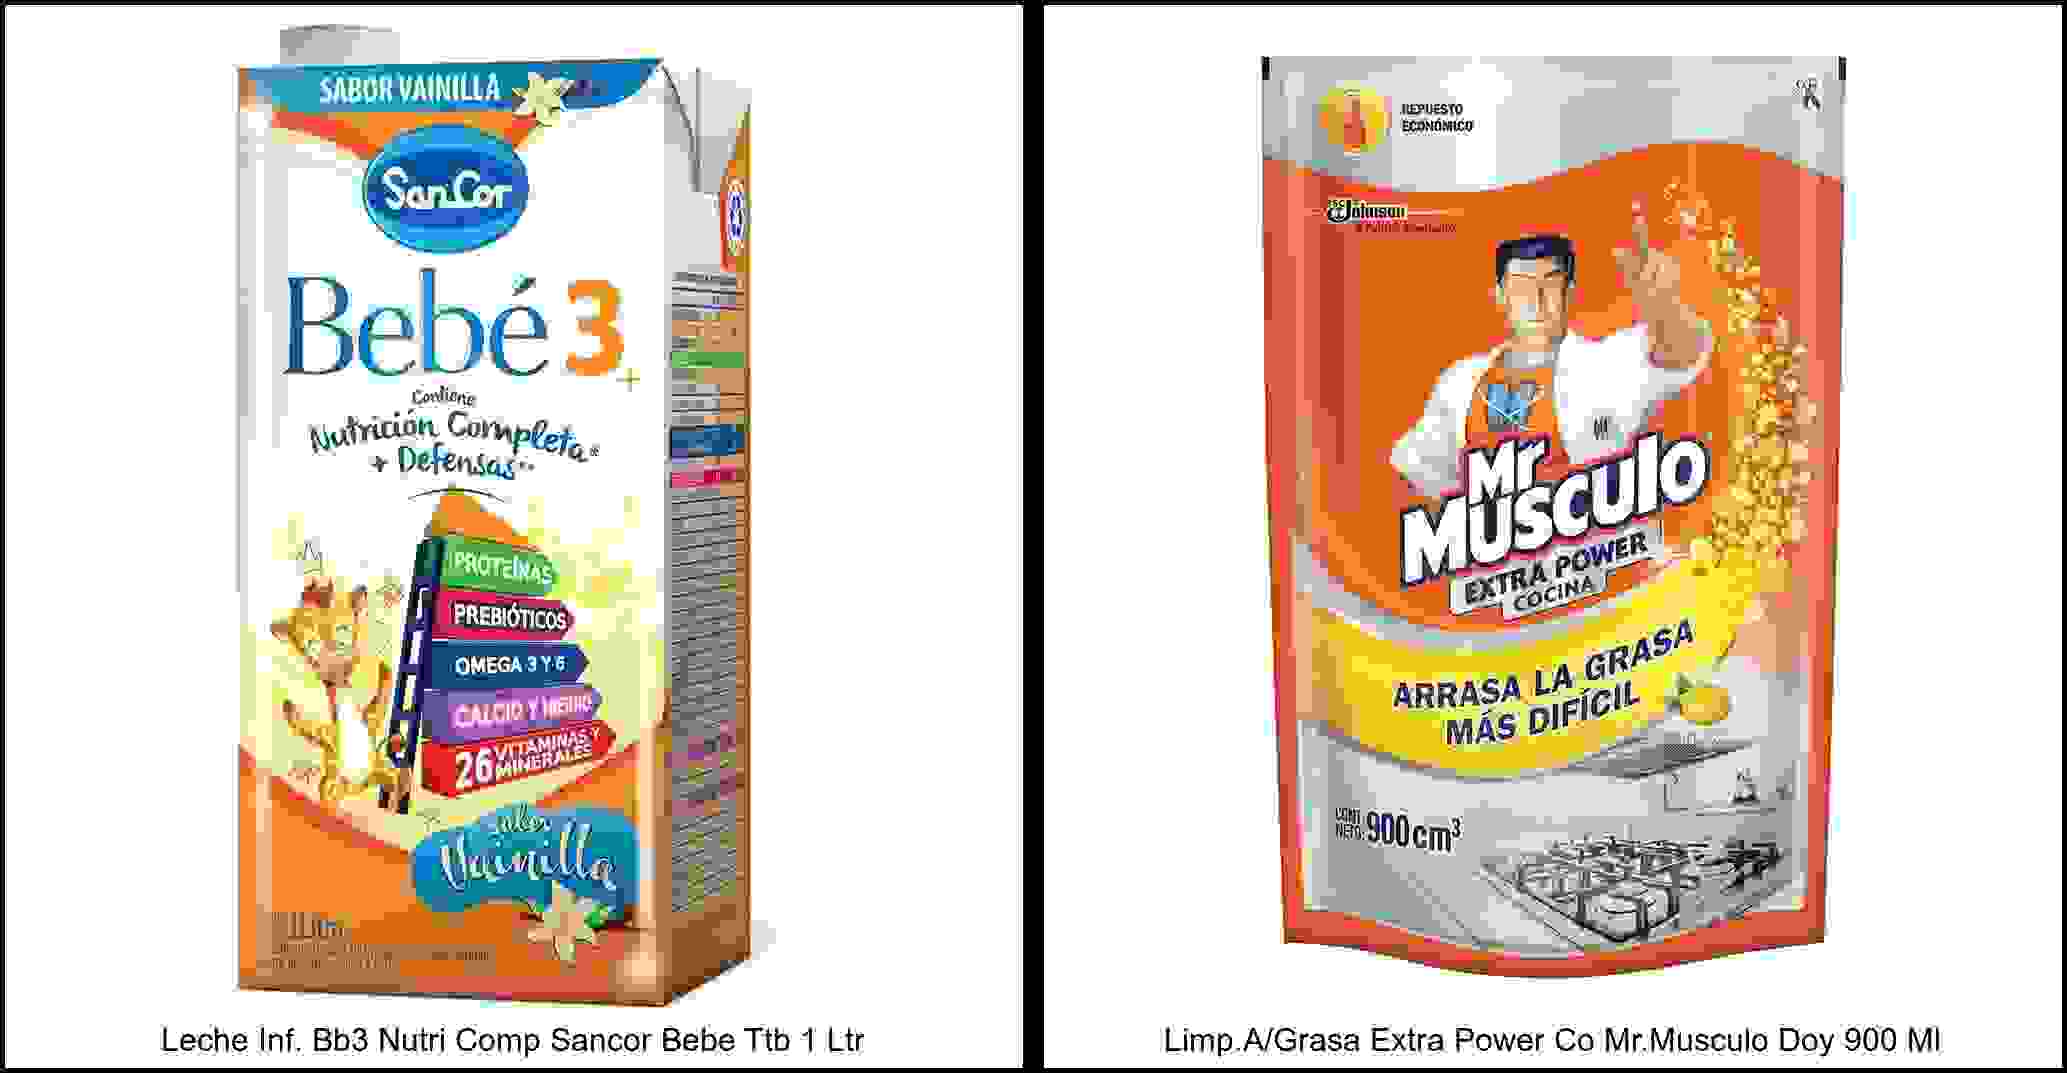 SABOR VAINILLA
SanCor
Bebé 3
Contiene
Nutrición Completa*
+ Defensas**
PROTEÍNAS
PREBIÓTICOS
OMEGA 3 Y 6
CALCIO Y HIERRO
26 VITAMINAS Y
MINERALES
sabor
Vainilla
Leche Inf. Bb3 Nutri Comp Sancor Bebe Ttb 1 Ltr
REPUESTO
ECONÓMICO
SC Johnson
Mr
MUSCULO
EXTRA POWER
COCINA
ARRASA LA GRASA
MÁS DIFÍCIL
CONT.
NETO: 900 cm³
Limp.A/Grasa Extra Power Co Mr.Musculo Doy 900 Ml